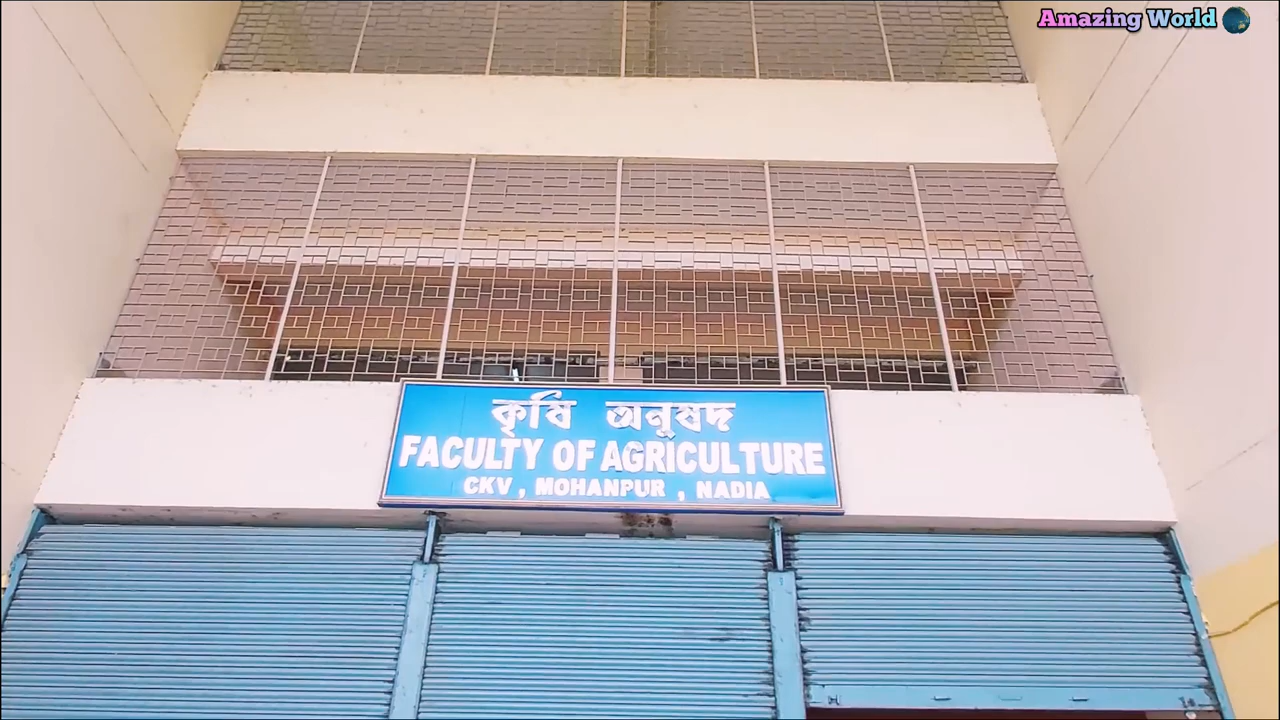 Amazing World
কৃষি অনুষদ
FACULTY OF AGRICULTURE
CKV, MOHANPUR, NADIA